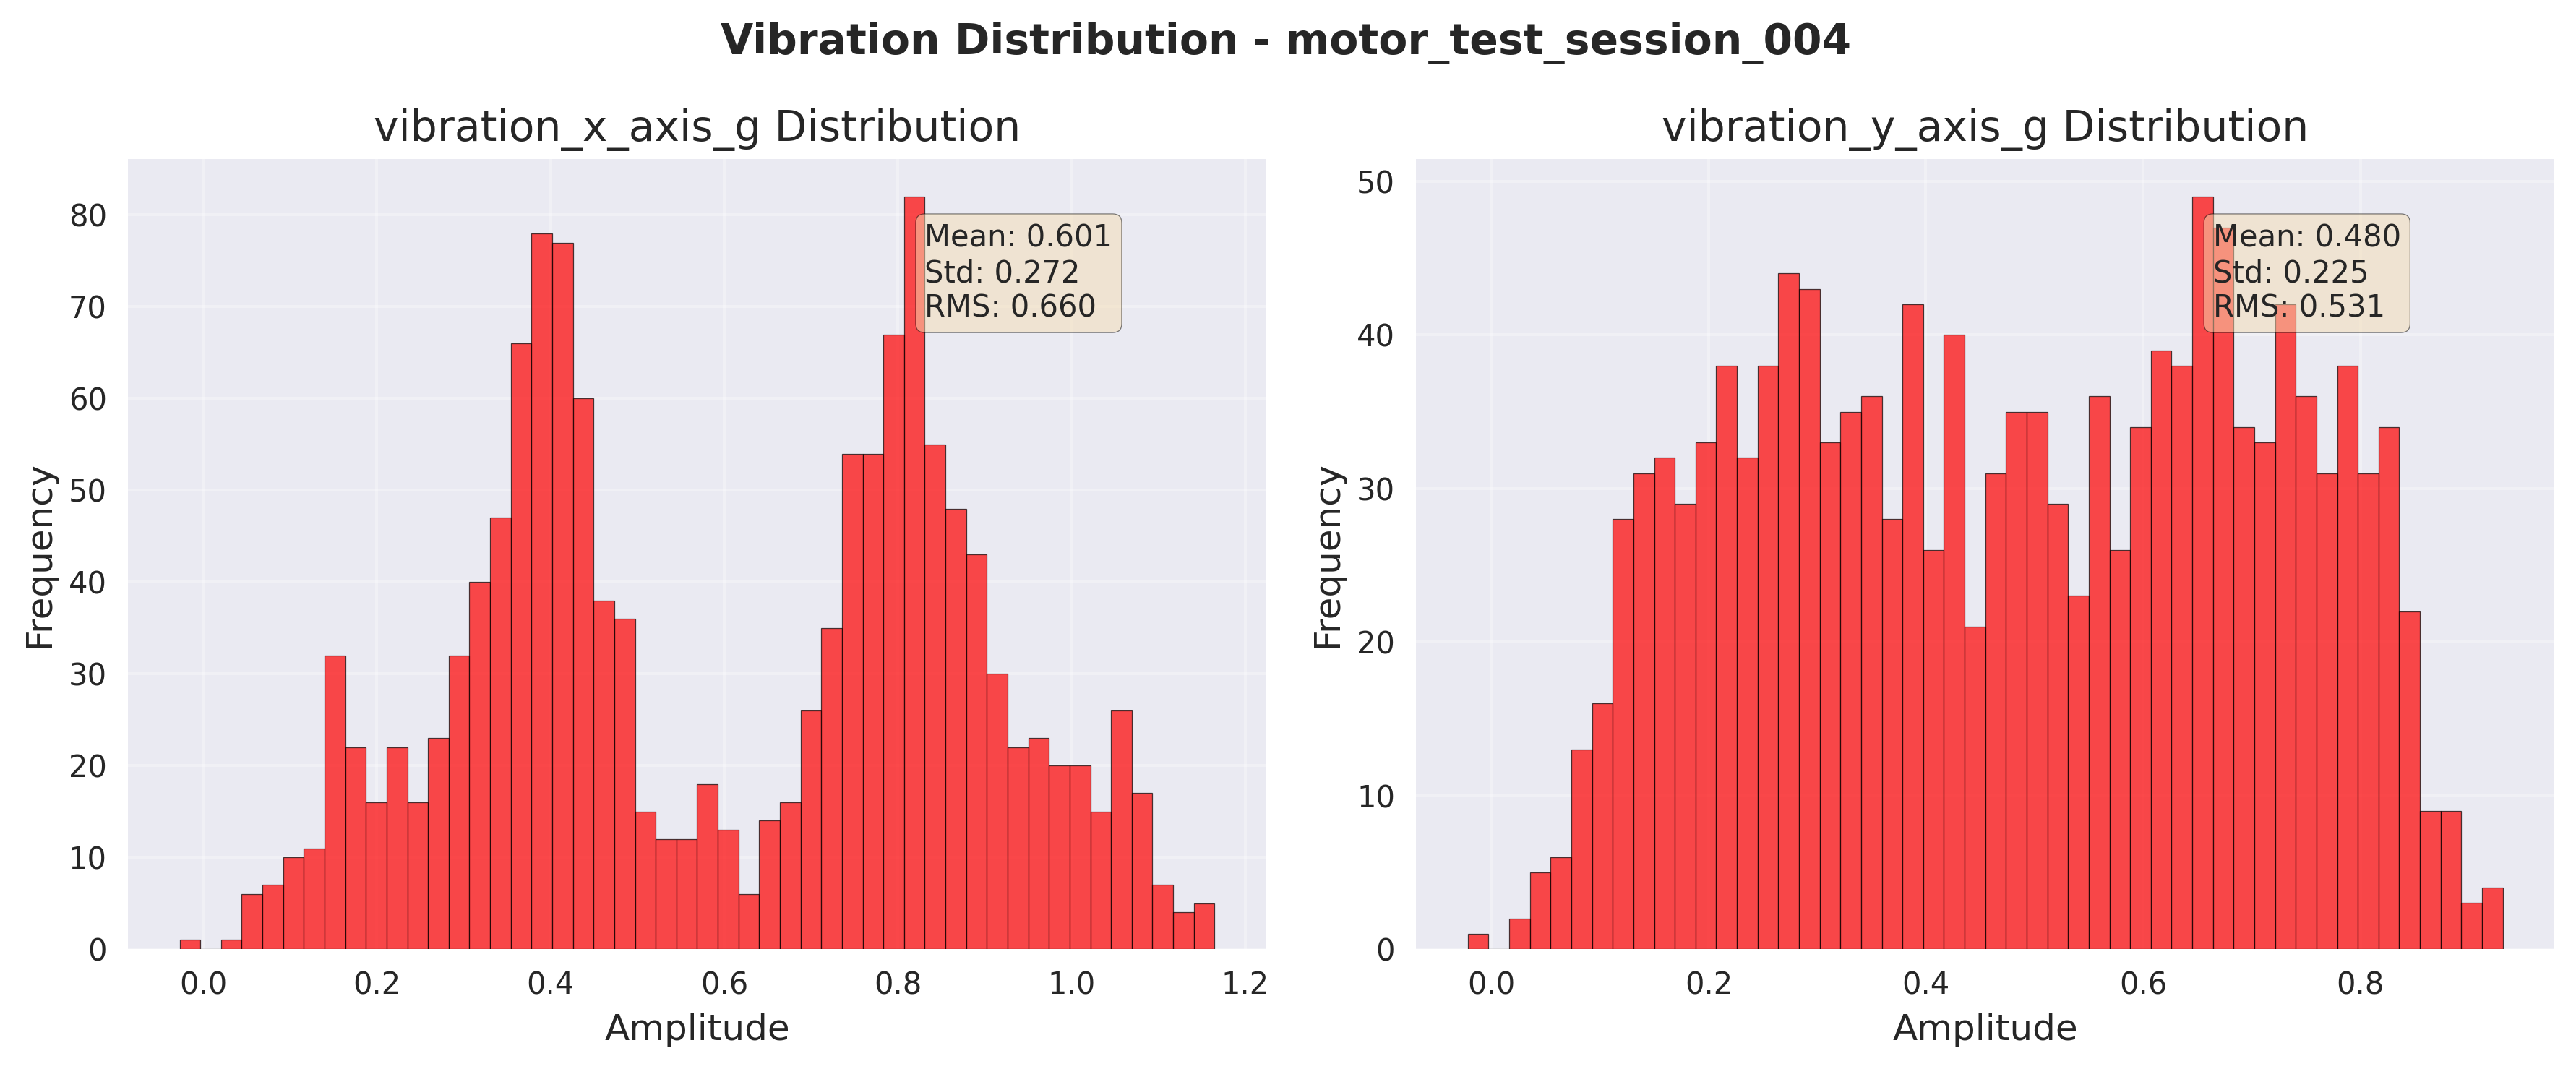 Vibration Distribution - motor_test_session_004
vibration_x_axis_g Distribution
80
70
60
50
40
30
20
10
0
Frequency
Mean: 0.601
Std: 0.272
RMS: 0.660
0.0 0.2 0.4 0.6 0.8 1.0 1.2
Amplitude
vibration_y_axis_g Distribution
50
40
30
20
10
0
Frequency
Mean: 0.480
Std: 0.225
RMS: 0.531
0.0 0.2 0.4 0.6 0.8
Amplitude